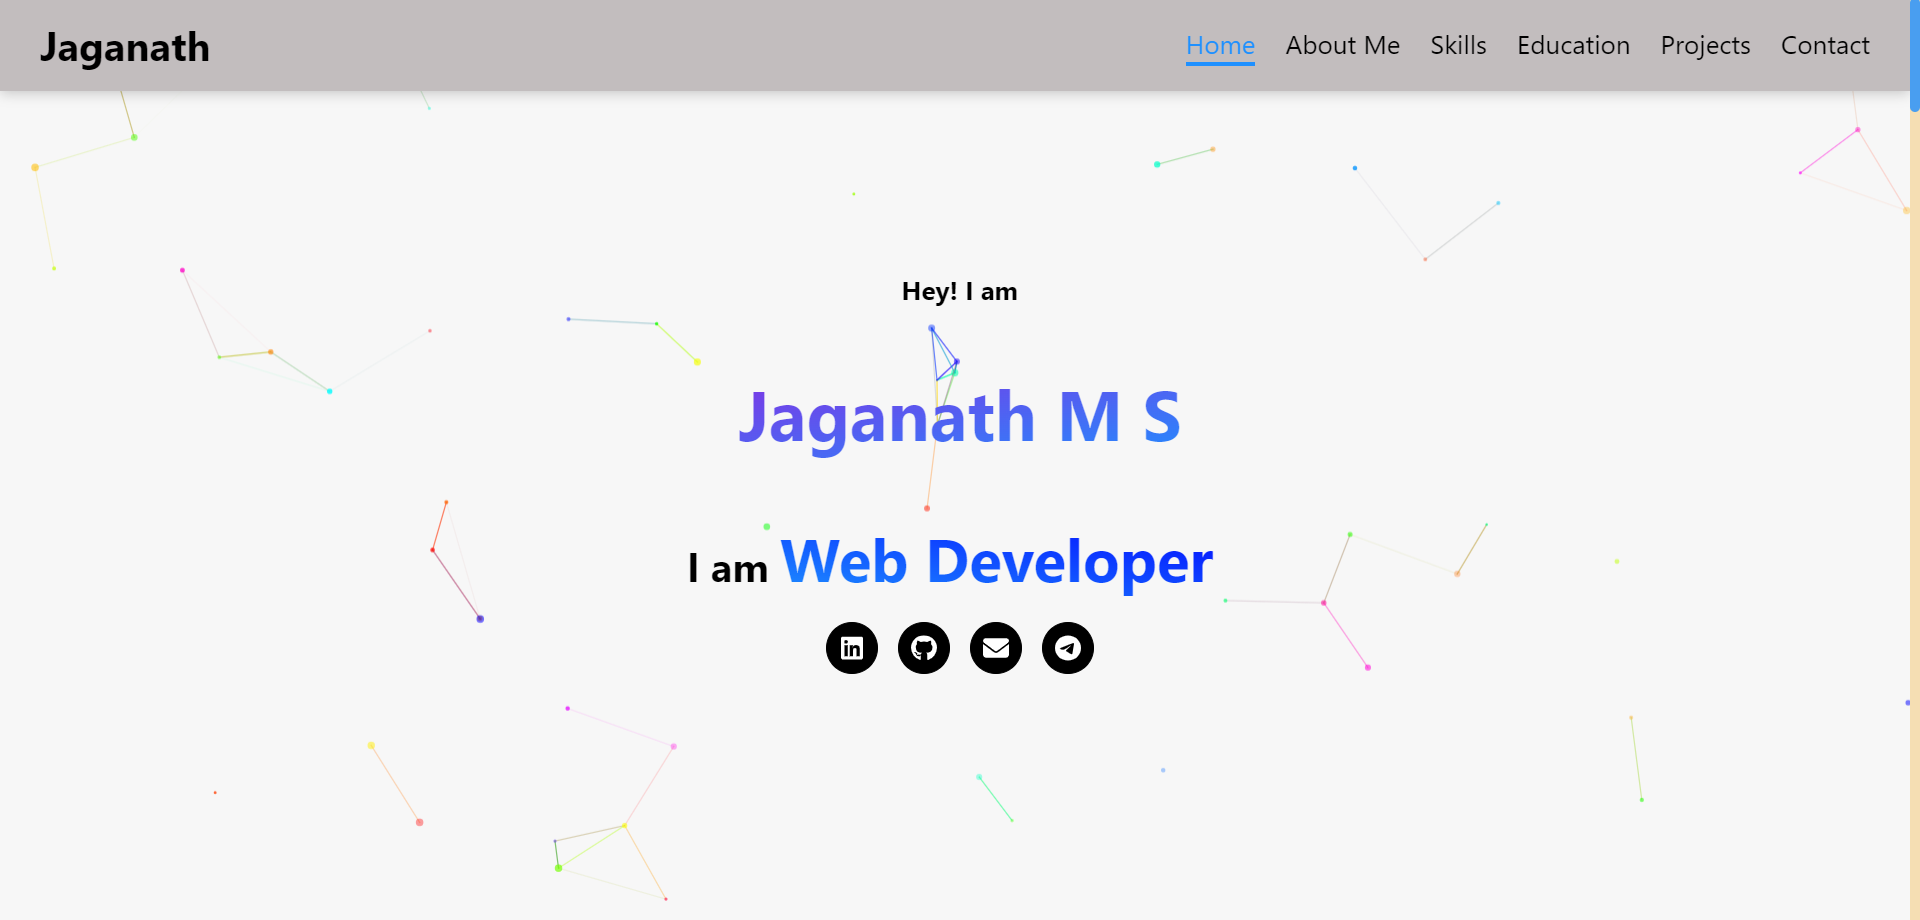 Jaganath
Home About Me Skills Education Projects Contact
Hey! I am
Jaganath M S
I am Web Developer